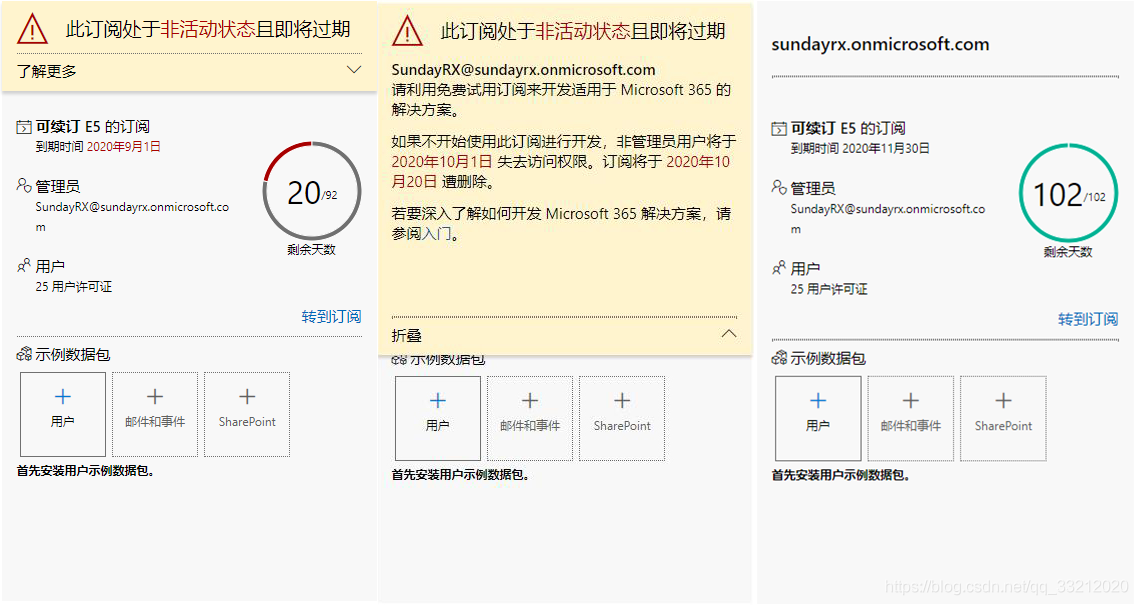 此订阅处于非活动状态且即将过期
了解更多
可续订 E5 的订阅
到期时间 2020年9月1日
管理员
SundayRX@sundayrx.onmicrosoft.co
m
20/92
剩余天数
用户
25 用户许可证
转到订阅
示例数据包
用户
邮件和事件
SharePoint
首先安装用户示例数据包。
此订阅处于非活动状态且即将过期
SundayRX@sundayrx.onmicrosoft.com
请利用免费试用订阅来开发适用于 Microsoft 365 的
解决方案。
如果不开始使用此订阅进行开发，非管理员用户将于
2020年10月1日 失去访问权限。订阅将于 2020年10
月20日 遭删除。
若要深入了解如何开发 Microsoft 365 解决方案，请
参阅入门。
折叠
示例数据包
用户
邮件和事件
SharePoint
首先安装用户示例数据包。
sundayrx.onmicrosoft.com
可续订 E5 的订阅
到期时间 2020年11月30日
管理员
SundayRX@sundayrx.onmicrosoft.co
m
102/102
剩余天数
用户
25 用户许可证
转到订阅
示例数据包
用户
邮件和事件
SharePoint
首先安装用户示例数据包。
https://blog.csdn.net/qq_33212020